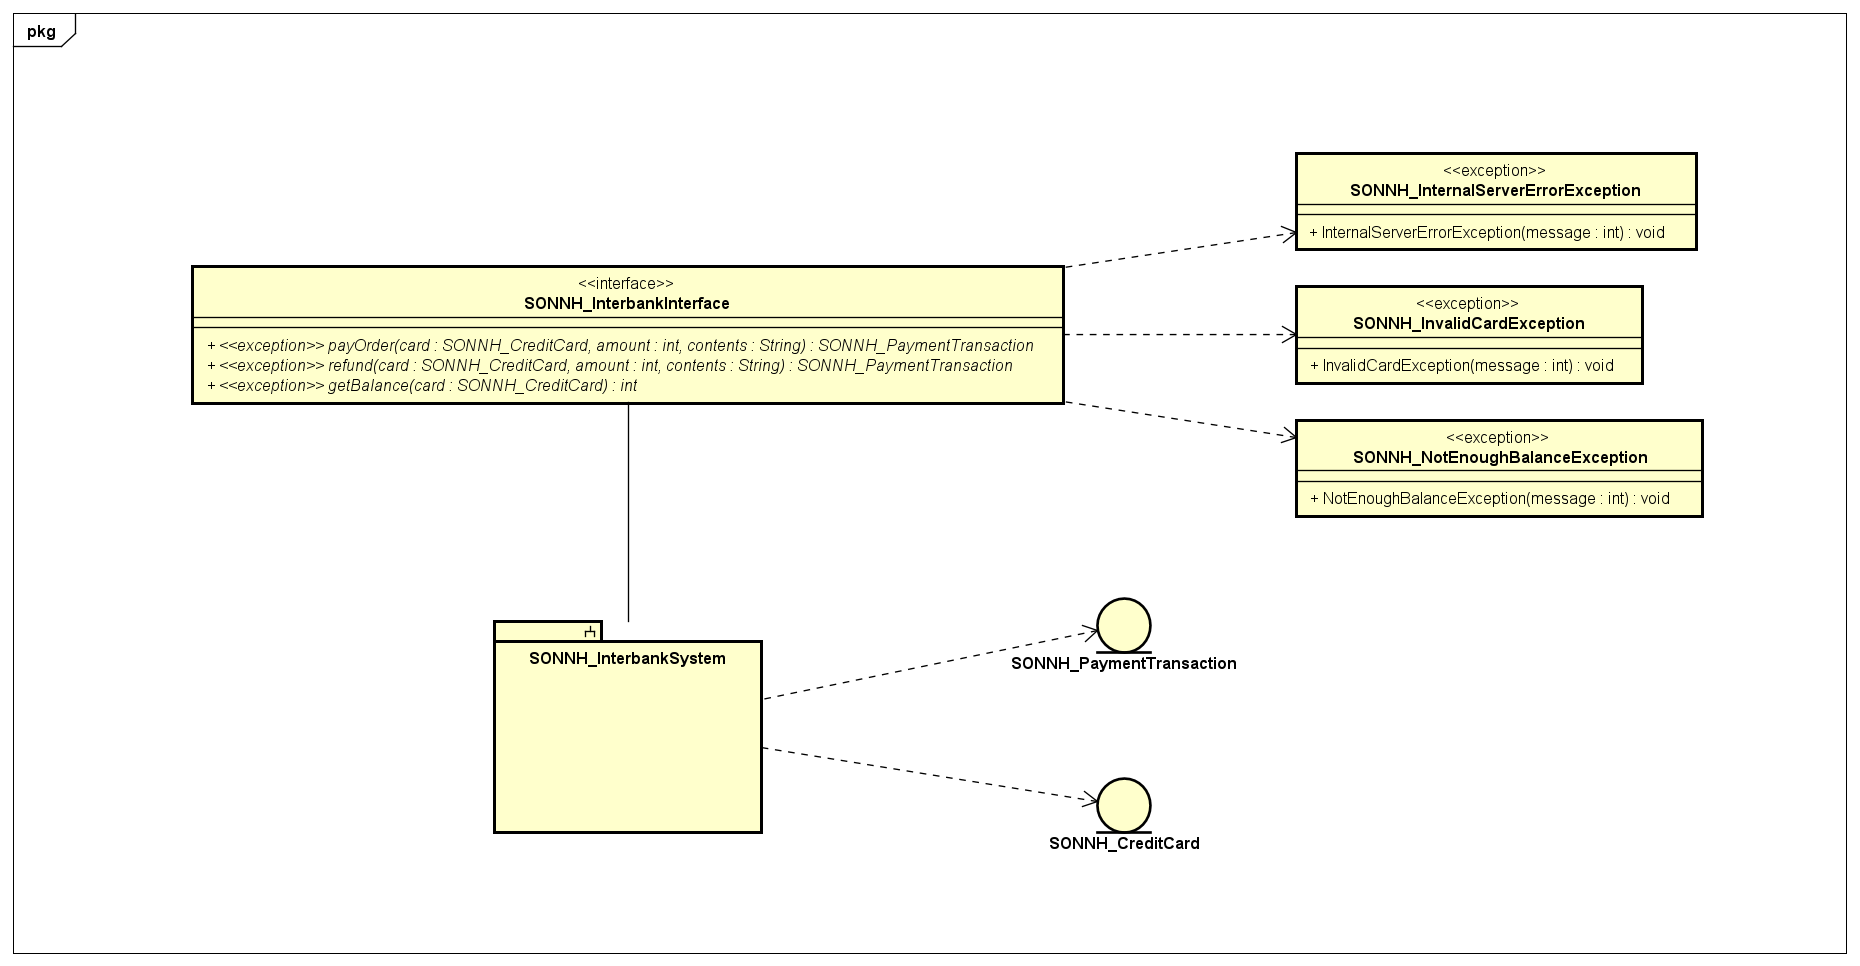 pkg
<<exception>>
SONNH_InternalServerErrorException
+ InternalServerErrorException(message : int) : void
<<interface>>
SONNH_InterbankInterface
+ <<exception>> payOrder(card : SONNH_CreditCard, amount : int, contents : String) : SONNH_PaymentTransaction
+ <<exception>> refund(card : SONNH_CreditCard, amount : int, contents : String) : SONNH_PaymentTransaction
+ <<exception>> getBalance(card : SONNH_CreditCard) : int
<<exception>>
SONNH_InvalidCardException
+ InvalidCardException(message : int) : void
<<exception>>
SONNH_NotEnoughBalanceException
+ NotEnoughBalanceException(message : int) : void
SONNH_InterbankSystem
SONNH_PaymentTransaction
SONNH_CreditCard